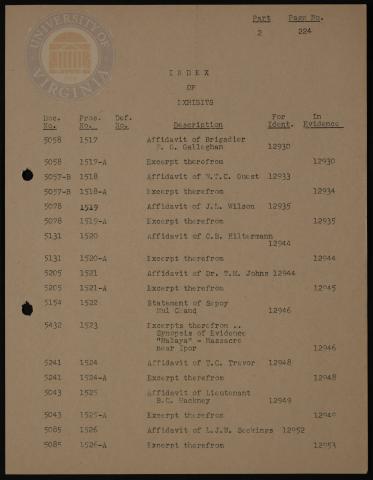 UNIVERSITY OF VIRGINIA
Part Page No.
2 224
INDEX
OF
EXHIBITS
Doc. No. Pros. No. Def. No. Description For Ident. In Evidence
5058 1517 Affidavit of Brigadier
F. G. Galleghan 12930
5058 1517-A Excerpt therefrom 12930
5057-B 1518 Affidavit of W.T.C. Guest 12933
5057-B 1518-A Excerpt therefrom 12934
5078 1519 Affidavit of J.L. Wilson 12935
5078 1519-A Excerpt therefrom 12935
5131 1520 Affidavit of C.H. Hiltermann
12944
5131 1520-A Excerpt therefrom 12944
5205 1521 Affidavit of Dr. T.M. Johns 12944
5205 1521-A Excerpt therefrom 12945
5154 1522 Statement of Sepoy
Mul Chand 12946
5432 1523 Excerpts therefrom ..
Synopsis of Evidence
"Malaya" - Massacre
near Ipor 12946
5241 1524 Affidavit of T.C. Trevor 12948
5241 1524-A Excerpt therefrom 12948
5043 1525 Affidavit of Lieutenant
B.C. Hackney 12949
5043 1525-A Excerpt therefrom 12949
5085 1526 Affidavit of L.J.W. Seckings 12952
5085 1526-A Excerpt therefrom 12953